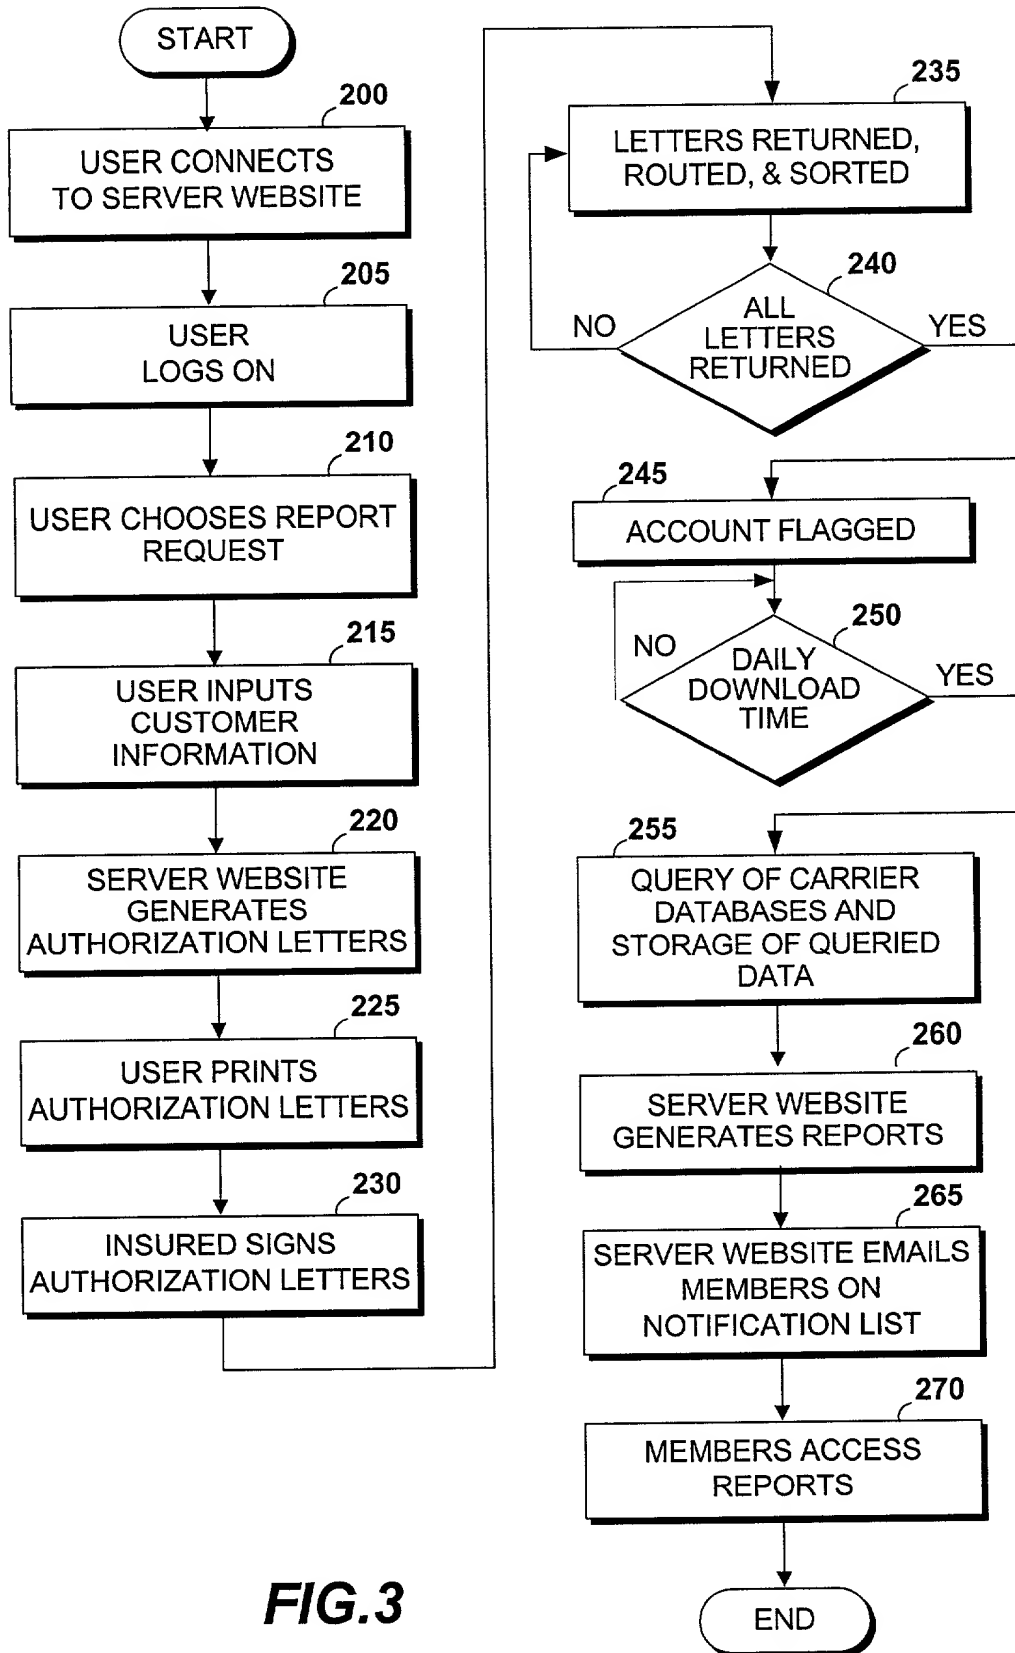 START
200
USER CONNECTS
TO SERVER WEBSITE
205
USER
LOGS ON
210
USER CHOOSES REPORT
REQUEST
215
USER INPUTS
CUSTOMER
INFORMATION
220
SERVER WEBSITE
GENERATES
AUTHORIZATION LETTERS
225
USER PRINTS
AUTHORIZATION LETTERS
230
INSURED SIGNS
AUTHORIZATION LETTERS
235
LETTERS RETURNED,
ROUTED, & SORTED
240
ALL
LETTERS
RETURNED
NO
YES
245
ACCOUNT FLAGGED
250
DAILY
DOWNLOAD
TIME
NO
YES
255
QUERY OF CARRIER
DATABASES AND
STORAGE OF QUERIED
DATA
260
SERVER WEBSITE
GENERATES REPORTS
265
SERVER WEBSITE EMAILS
MEMBERS ON
NOTIFICATION LIST
270
MEMBERS ACCESS
REPORTS
END
FIG.3